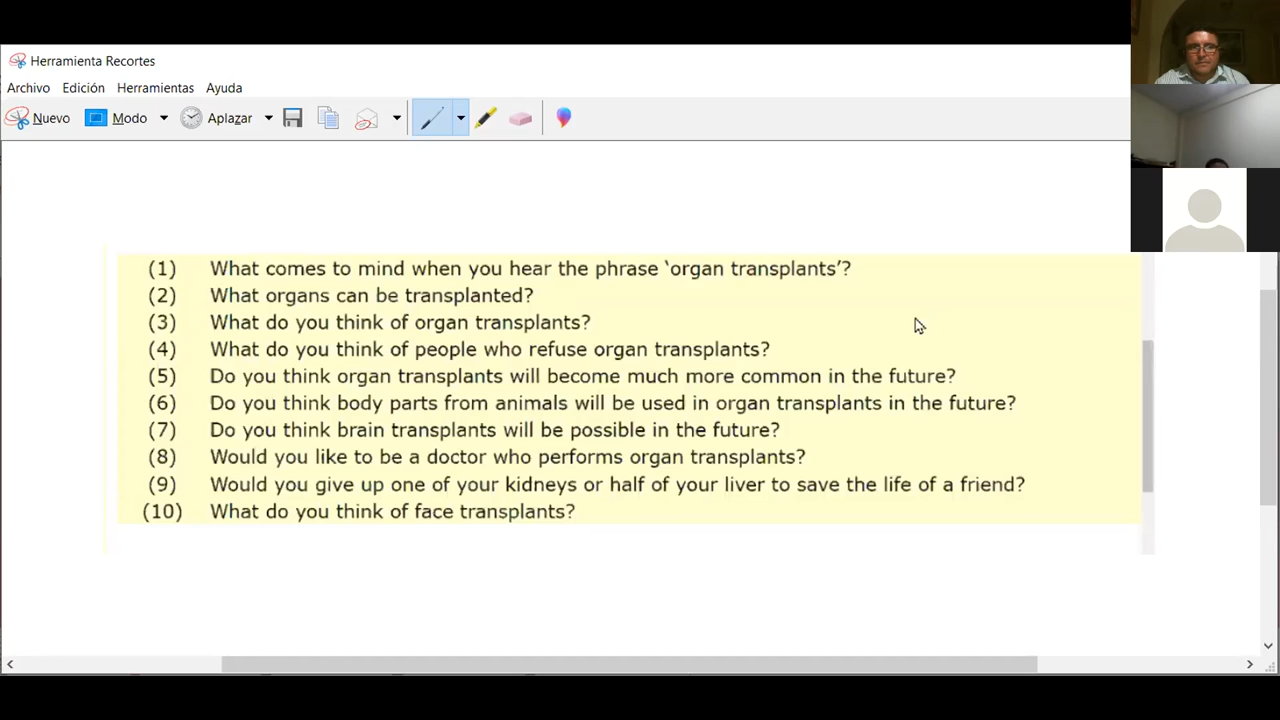 Herramienta Recortes
Archivo Edición Herramientas Ayuda
Nuevo Modo Aplazar
(1) What comes to mind when you hear the phrase ‘organ transplants’?
(2) What organs can be transplanted?
(3) What do you think of organ transplants?
(4) What do you think of people who refuse organ transplants?
(5) Do you think organ transplants will become much more common in the future?
(6) Do you think body parts from animals will be used in organ transplants in the future?
(7) Do you think brain transplants will be possible in the future?
(8) Would you like to be a doctor who performs organ transplants?
(9) Would you give up one of your kidneys or half of your liver to save the life of a friend?
(10) What do you think of face transplants?